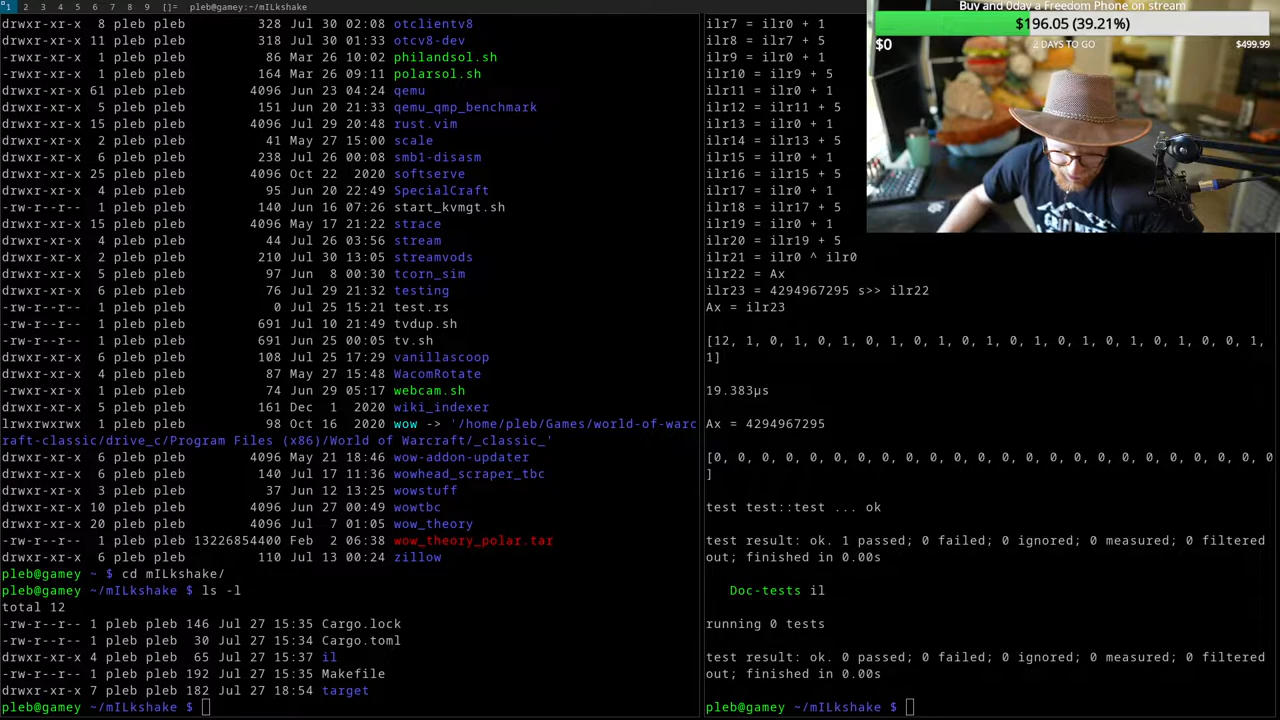 1 2 3 4 5 6 7 8 9 []= pleb@gamey:~/mILkshake
drwxr-xr-x 8 pleb pleb 328 Jul 30 02:08 otclientv8
drwxr-xr-x 11 pleb pleb 318 Jul 30 01:33 otcv8-dev
-rwxr-xr-x 1 pleb pleb 86 Mar 26 10:02 philandsol.sh
-rwxr-xr-x 1 pleb pleb 164 Mar 26 09:11 polarsol.sh
drwxr-xr-x 61 pleb pleb 4096 Jun 23 04:24 qemu
drwxr-xr-x 5 pleb pleb 151 Jun 20 21:33 qemu_qmp_benchmark
drwxr-xr-x 15 pleb pleb 4096 Jul 29 20:48 rust.vim
drwxr-xr-x 2 pleb pleb 41 May 27 15:00 scale
drwxr-xr-x 6 pleb pleb 238 Jul 26 00:08 smb1-disasm
drwxr-xr-x 25 pleb pleb 4096 Oct 22 2020 softserve
drwxr-xr-x 4 pleb pleb 95 Jun 20 22:49 SpecialCraft
-rw-r--r-- 1 pleb pleb 140 Jun 16 07:26 start_kvmgt.sh
drwxr-xr-x 15 pleb pleb 4096 May 17 21:22 strace
drwxr-xr-x 4 pleb pleb 44 Jul 26 03:56 stream
drwxr-xr-x 2 pleb pleb 210 Jul 30 13:05 streamvods
drwxr-xr-x 5 pleb pleb 97 Jun 8 00:30 tcorn_sim
drwxr-xr-x 6 pleb pleb 76 Jul 29 21:32 testing
-rw-r--r-- 1 pleb pleb 0 Jul 25 15:21 test.rs
-rw-r--r-- 1 pleb pleb 691 Jul 10 21:49 tvdup.sh
-rw-r--r-- 1 pleb pleb 691 Jun 25 00:05 tv.sh
drwxr-xr-x 6 pleb pleb 108 Jul 25 17:29 vanillascoop
drwxr-xr-x 4 pleb pleb 87 May 27 15:48 WacomRotate
-rwxr-xr-x 1 pleb pleb 74 Jun 29 05:17 webcam.sh
drwxr-xr-x 5 pleb pleb 161 Dec 1 2020 wiki_indexer
lrwxrwxrwx 1 pleb pleb 98 Oct 16 2020 wow -> '/home/pleb/Games/world-of-warc
raft-classic/drive_c/Program Files (x86)/World of Warcraft/_classic_'
drwxr-xr-x 6 pleb pleb 4096 May 21 18:46 wow-addon-updater
drwxr-xr-x 6 pleb pleb 140 Jul 17 11:36 wowhead_scraper_tbc
drwxr-xr-x 3 pleb pleb 37 Jun 12 13:25 wowstuff
drwxr-xr-x 10 pleb pleb 4096 Jun 27 00:49 wowtbc
drwxr-xr-x 20 pleb pleb 4096 Jul 7 01:05 wow_theory
-rw-r--r-- 1 pleb pleb 13226854400 Feb 2 06:38 wow_theory_polar.tar
drwxr-xr-x 6 pleb pleb 110 Jul 13 00:24 zillow
pleb@gamey ~ $ cd mILkshake/
pleb@gamey ~/mILkshake $ ls -l
total 12
-rw-r--r-- 1 pleb pleb 146 Jul 27 15:35 Cargo.lock
-rw-r--r-- 1 pleb pleb 30 Jul 27 15:34 Cargo.toml
drwxr-xr-x 4 pleb pleb 65 Jul 27 15:37 il
-rw-r--r-- 1 pleb pleb 192 Jul 27 15:35 Makefile
drwxr-xr-x 7 pleb pleb 182 Jul 27 18:54 target
pleb@gamey ~/mILkshake $
ilr7 = ilr0 + 1
ilr8 = ilr7 + 5
ilr9 = ilr0 + 1
ilr10 = ilr9 + 5
ilr11 = ilr0 + 1
ilr12 = ilr11 + 5
ilr13 = ilr0 + 1
ilr14 = ilr13 + 5
ilr15 = ilr0 + 1
ilr16 = ilr15 + 5
ilr17 = ilr0 + 1
ilr18 = ilr17 + 5
ilr19 = ilr0 + 1
ilr20 = ilr19 + 5
ilr21 = ilr0 ^ ilr0
ilr22 = Ax
ilr23 = 4294967295 s>> ilr22
Ax = ilr23
[12, 1, 0, 1, 0, 1, 0, 1, 0, 1, 0, 1, 0, 1, 0, 1, 0, 1, 0, 1, 0, 0, 1,
1]
19.383µs
Ax = 4294967295
[0, 0, 0, 0, 0, 0, 0, 0, 0, 0, 0, 0, 0, 0, 0, 0, 0, 0, 0, 0, 0, 0, 0, 0
]
test test::test ... ok
test result: ok. 1 passed; 0 failed; 0 ignored; 0 measured; 0 filtered
out; finished in 0.00s
Doc-tests il
running 0 tests
test result: ok. 0 passed; 0 failed; 0 ignored; 0 measured; 0 filtered
out; finished in 0.00s
pleb@gamey ~/mILkshake $
Buy and 0day a Freedom Phone on stream
$196.05 (39.21%)
$0 2 DAYS TO GO $499.99